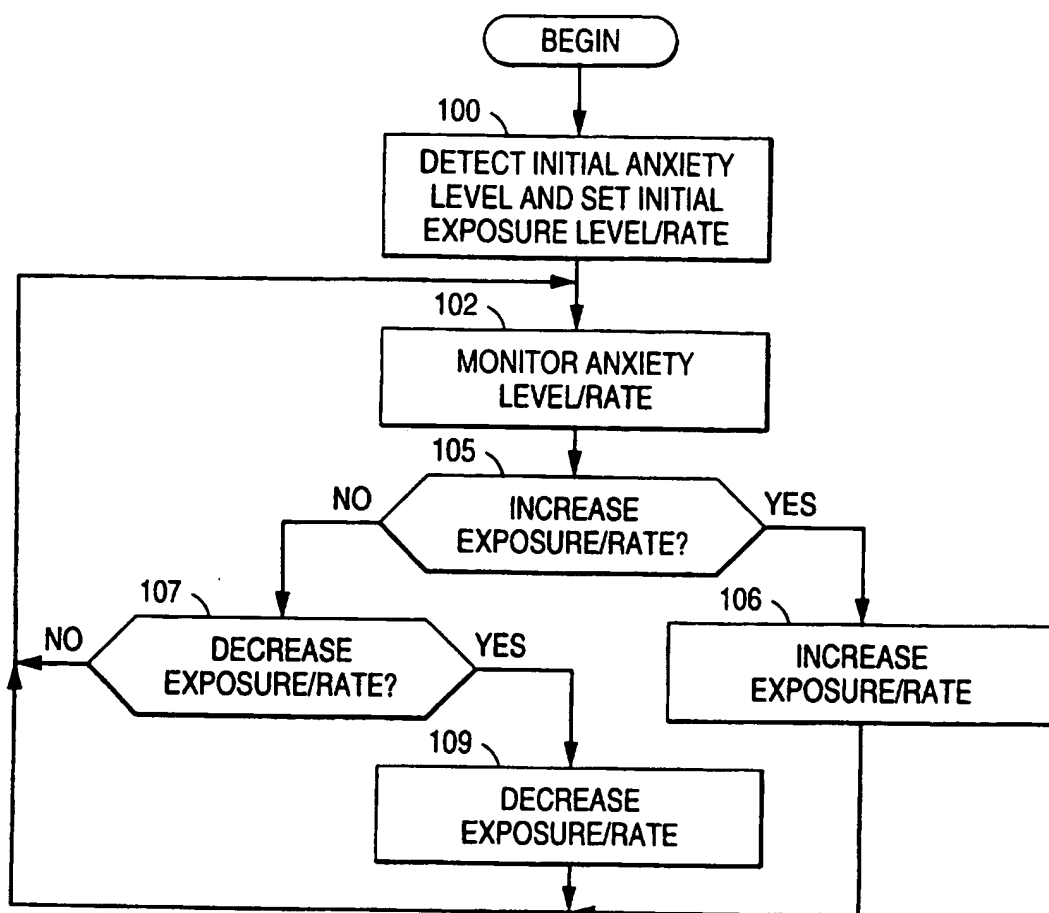 BEGIN
100
DETECT INITIAL ANXIETY
LEVEL AND SET INITIAL
EXPOSURE LEVEL/RATE
102
MONITOR ANXIETY
LEVEL/RATE
105
NO
INCREASE
EXPOSURE/RATE?
YES
107
NO
DECREASE
EXPOSURE/RATE?
YES
106
INCREASE
EXPOSURE/RATE
109
DECREASE
EXPOSURE/RATE